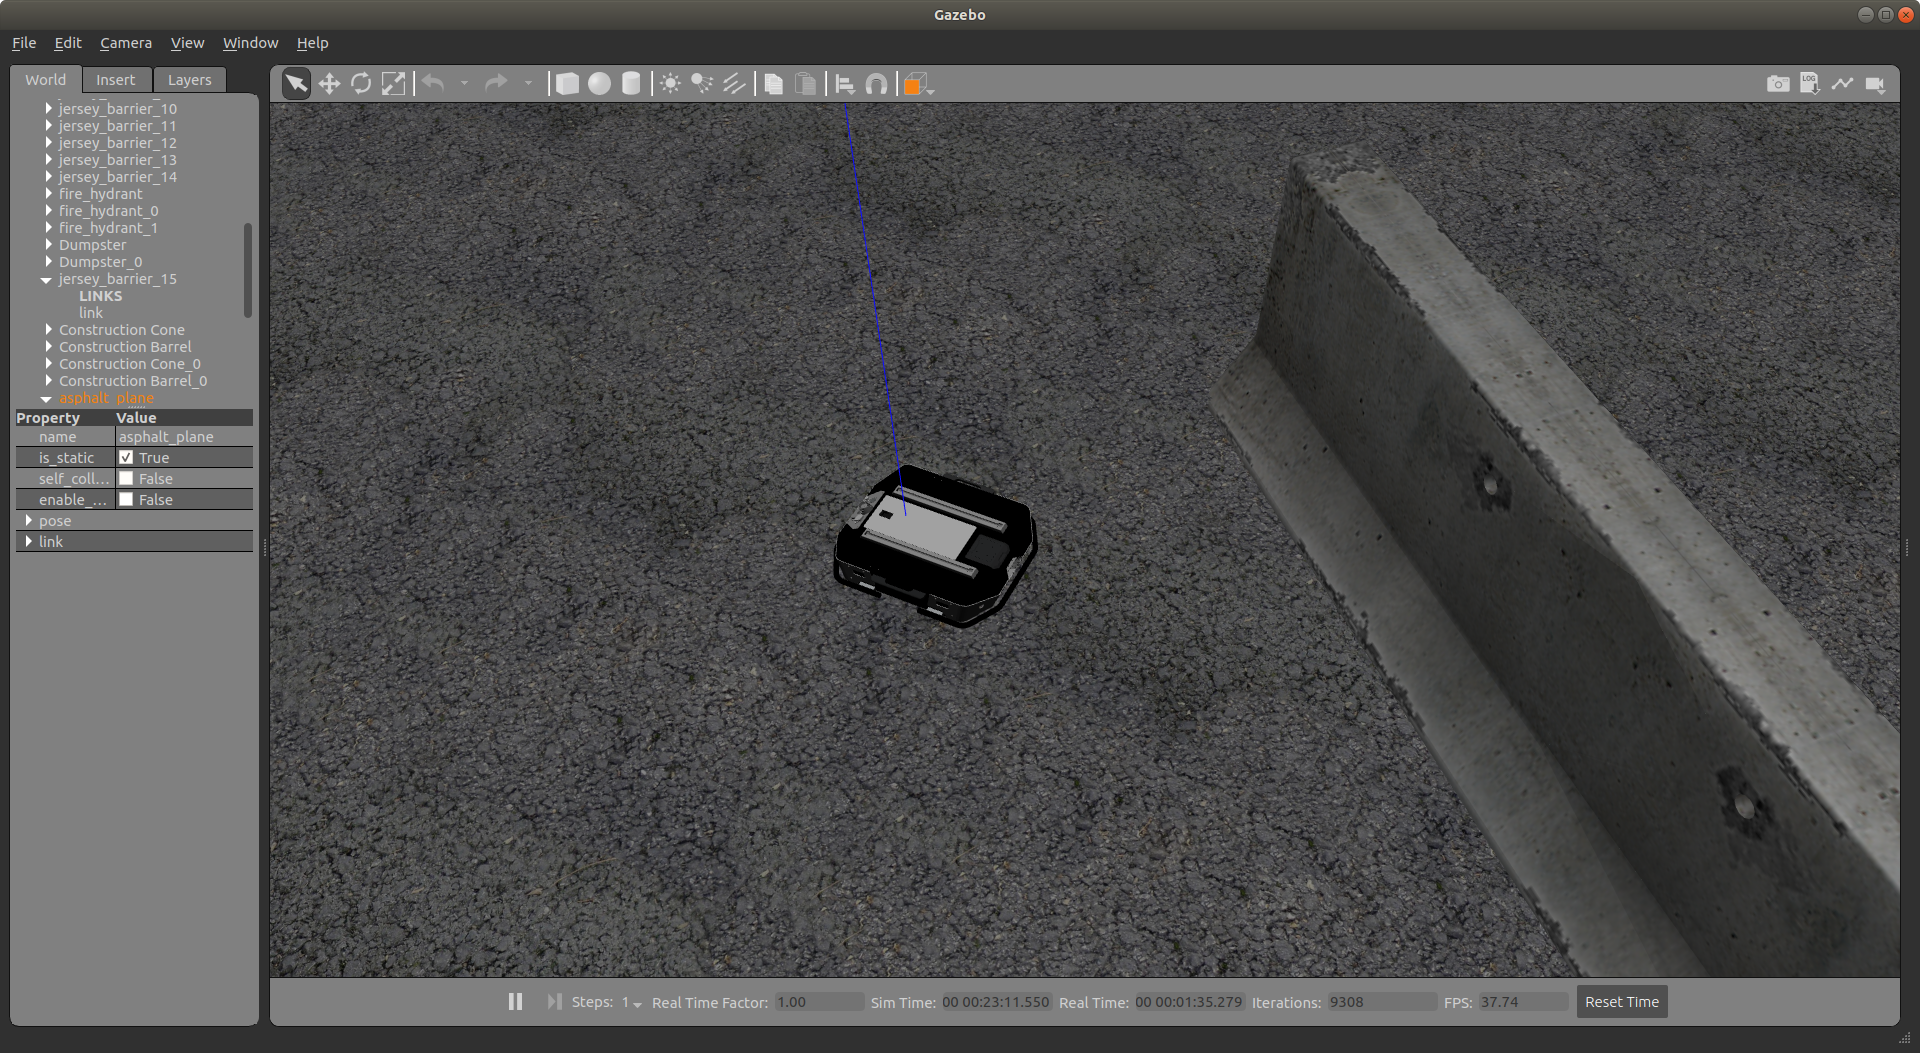 Gazebo
File Edit Camera View Window Help
World Insert Layers
LOG
jersey_barrier_10
jersey_barrier_11
jersey_barrier_12
jersey_barrier_13
jersey_barrier_14
fire_hydrant
fire_hydrant_0
fire_hydrant_1
Dumpster
Dumpster_0
jersey_barrier_15
LINKS
link
Construction Cone
Construction Barrel
Construction Cone_0
Construction Barrel_0
asphalt_plane
Property Value
name asphalt_plane
is_static True
self_coll... False
enable_... False
pose
link
Steps: 1 Real Time Factor: 1.00 Sim Time: 00 00:23:11.550 Real Time: 00 00:01:35.279 Iterations: 9308 FPS: 37.74 Reset Time